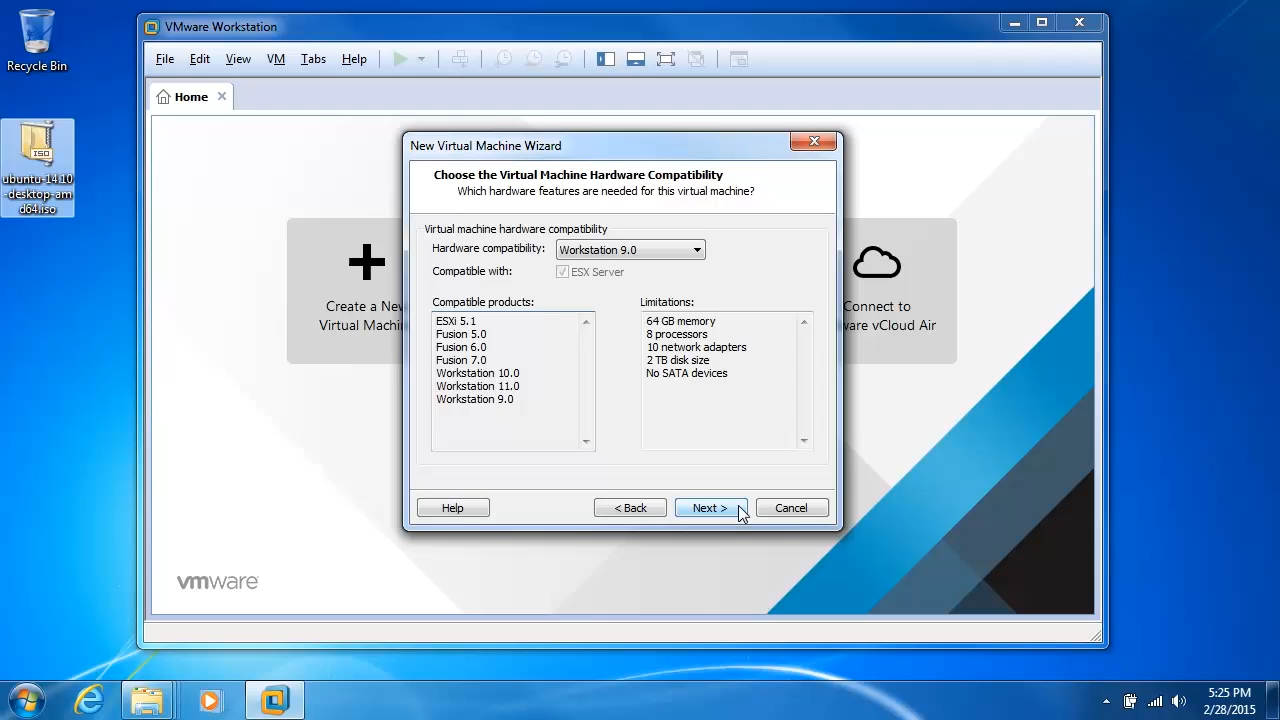 Recycle Bin
ubuntu-14.10
-desktop-am
d64.iso
ISO
VMware Workstation
File Edit View VM Tabs Help
Home
Create a New
Virtual Machin
Connect to
ware vCloud Air
vmware
New Virtual Machine Wizard
Choose the Virtual Machine Hardware Compatibility
Which hardware features are needed for this virtual machine?
Virtual machine hardware compatibility
Hardware compatibility: Workstation 9.0
Compatible with: ESX Server
Compatible products: Limitations:
ESXi 5.1
Fusion 5.0
Fusion 6.0
Fusion 7.0
Workstation 10.0
Workstation 11.0
Workstation 9.0
64 GB memory
8 processors
10 network adapters
2 TB disk size
No SATA devices
Help < Back Next > Cancel
5:25 PM
2/28/2015